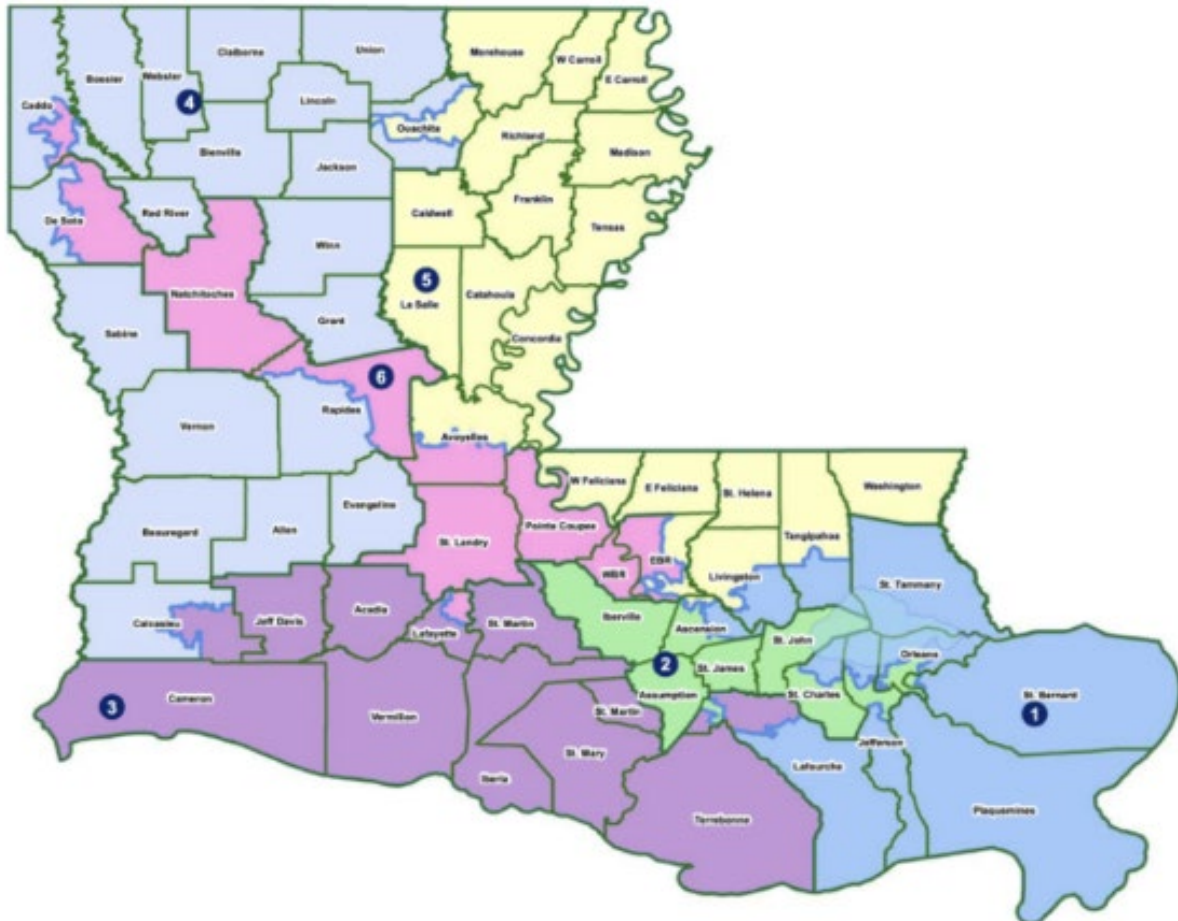 Claiborne
Union
Morehouse
W Carroll
E Carroll
Bossier
Webster
Caddo
4
Lincoln
Ouachita
Richland
Madison
Bienville
Jackson
Franklin
Caldwell
De Soto
Red River
Tensas
Winn
5
Natchitoches
La Salle
Catahoula
Sabine
Grant
Concordia
6
Rapides
Vernon
Avoyelles
W Feliciana
E Feliciana
St. Helena
Washington
Evangeline
Beauregard
Allen
Pointe Coupee
Tangipahoa
St. Landry
WBR
EBR
Livingston
St. Tammany
Acadia
Iberville
Calcasieu
Jeff Davis
Lafayette
St. Martin
Ascension
St. John
Orleans
2
St. James
Assumption
St. Charles
St. Bernard
3
Cameron
Vermilion
St. Martin
1
St. Mary
Jefferson
Iberia
Lafourche
Terrebonne
Plaquemines